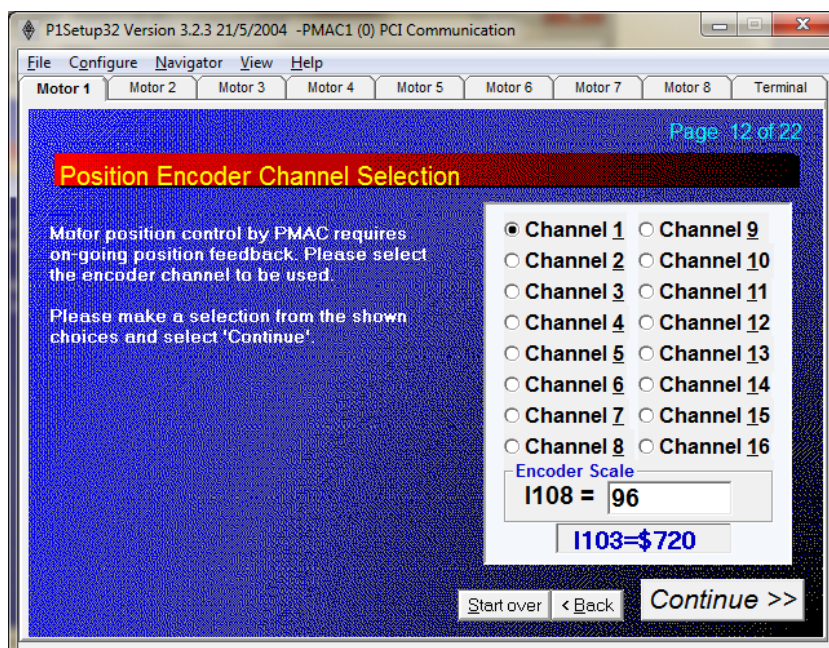 P1Setup32 Version 3.2.3 21/5/2004 -PMAC1 (0) PCI Communication
File Configure Navigator View Help
Motor 1 Motor 2 Motor 3 Motor 4 Motor 5 Motor 6 Motor 7 Motor 8 Terminal
Page 12 of 22
Position Encoder Channel Selection
Motor position control by PMAC requires
on-going position feedback. Please select
the encoder channel to be used.
Please make a selection from the shown
choices and select 'Continue'.
Channel 1 Channel 9
Channel 2 Channel 10
Channel 3 Channel 11
Channel 4 Channel 12
Channel 5 Channel 13
Channel 6 Channel 14
Channel 7 Channel 15
Channel 8 Channel 16
Encoder Scale
I108 = 96
I103=$720
Start over < Back Continue >>